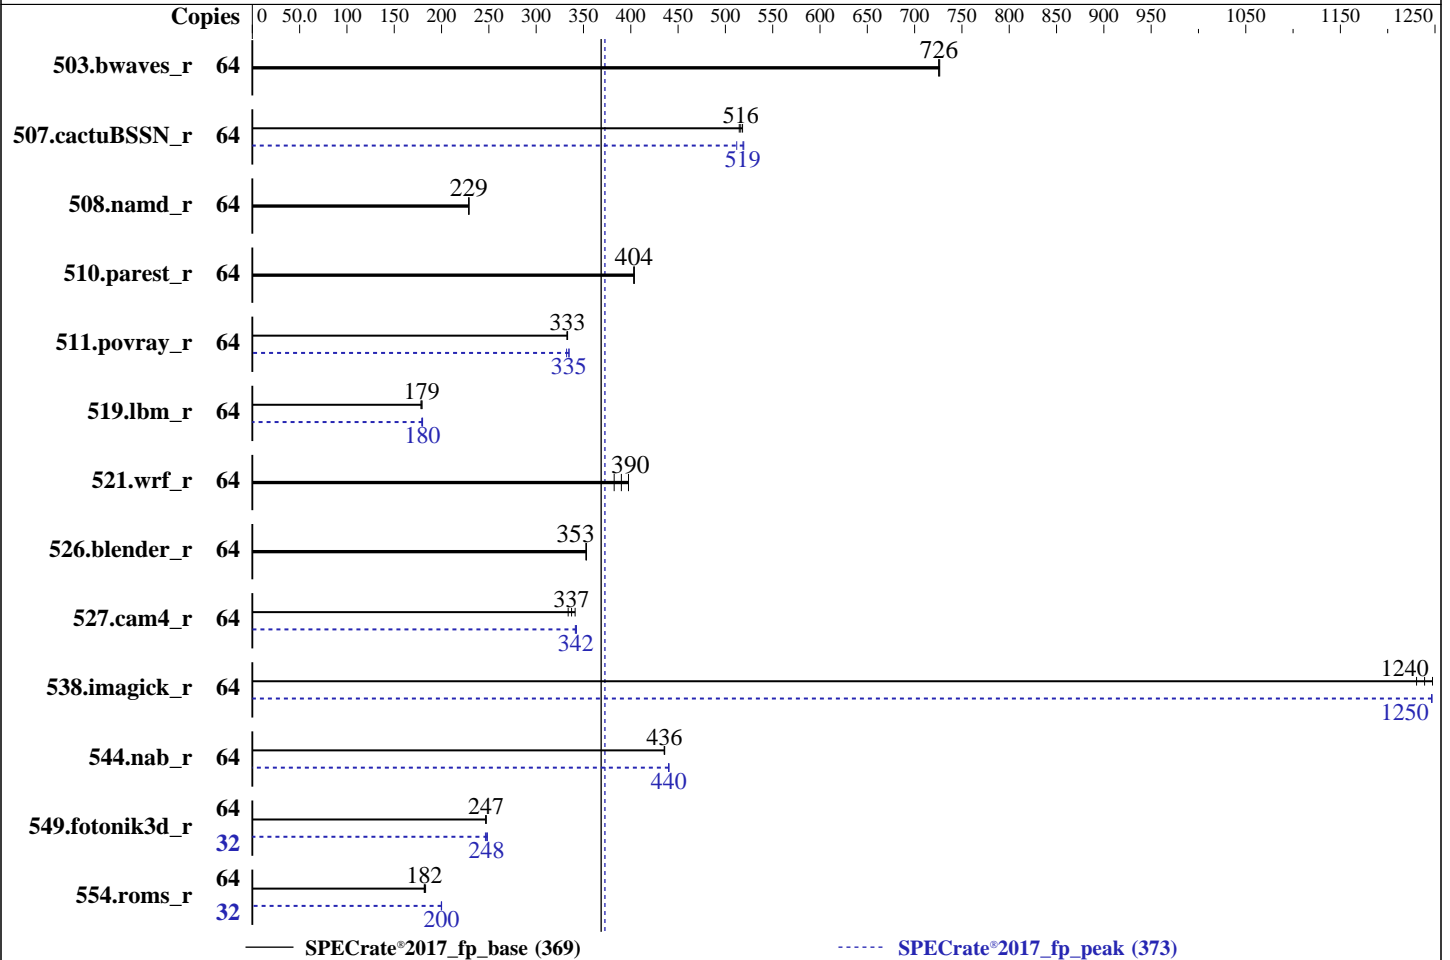 Copies 0 50.0 100 150 200 250 300 350 400 450 500 550 600 650 700 750 800 850 900 950 1050 1150 1250
503.bwaves_r 64 726
507.cactuBSSN_r 64 516
519
508.namd_r 64 229
510.parest_r 64 404
511.povray_r 64 333
335
519.lbm_r 64 179
180
521.wrf_r 64 390
526.blender_r 64 353
527.cam4_r 64 337
342
538.imagick_r 64 1240
1250
544.nab_r 64 436
440
549.fotonik3d_r 64 247
32 248
554.roms_r 64 182
32 200
SPECrate®2017_fp_base (369) SPECrate®2017_fp_peak (373)